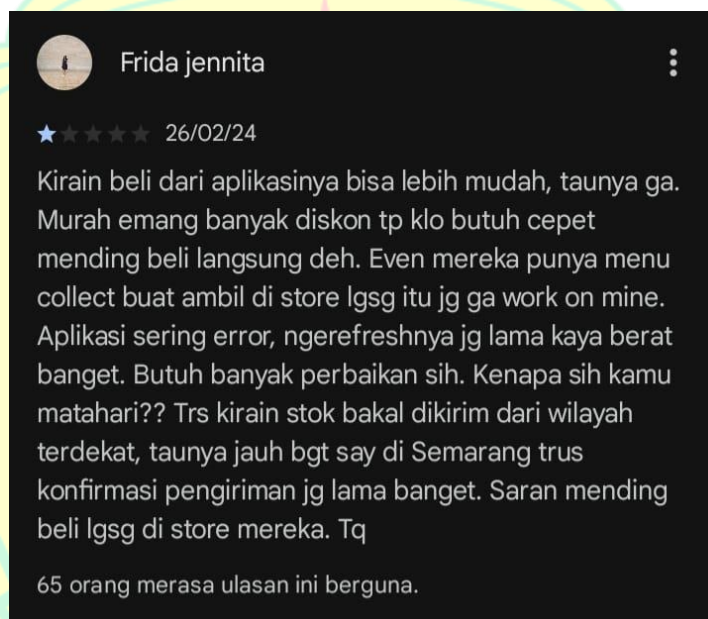 Frida jennita
26/02/24
Kirain beli dari aplikasinya bisa lebih mudah, taunya ga.
Murah emang banyak diskon tp klo butuh cepet
mending beli langsung deh. Even mereka punya menu
collect buat ambil di store lgsg itu jg ga work on mine.
Aplikasi sering error, ngerefreshnya jg lama kaya berat
banget. Butuh banyak perbaikan sih. Kenapa sih kamu
matahari?? Trs kirain stok bakal dikirim dari wilayah
terdekat, taunya jauh bgt say di Semarang trus
konfirmasi pengiriman jg lama banget. Saran mending
beli lgsg di store mereka. Tq
65 orang merasa ulasan ini berguna.